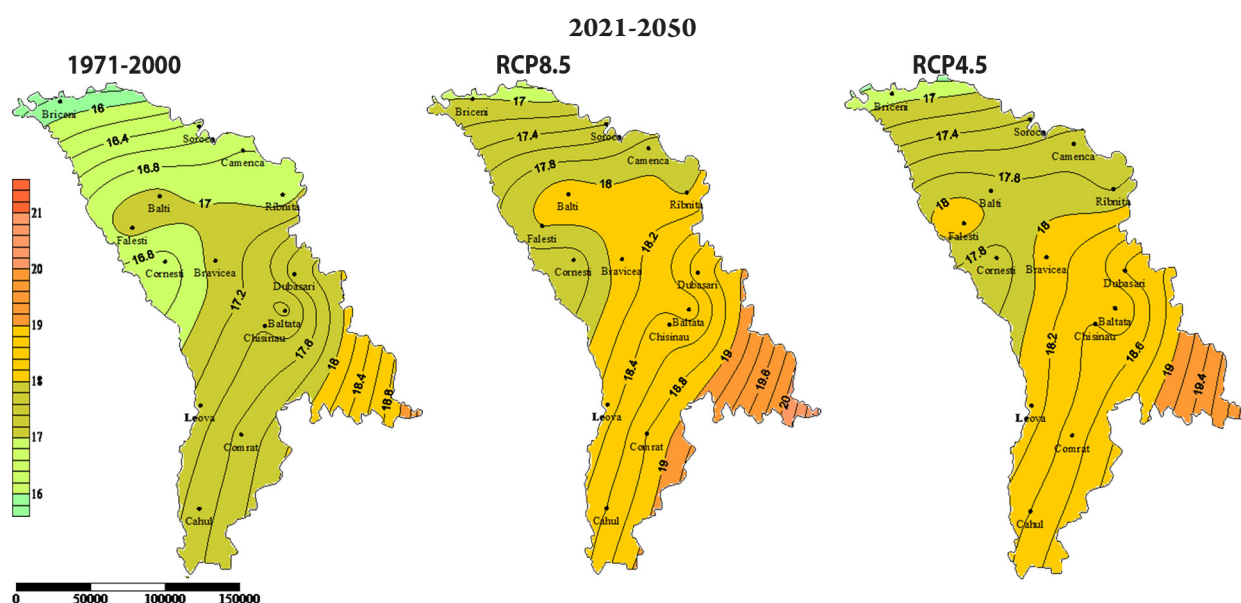 2021-2050
1971-2000
RCP8.5
RCP4.5
Briceni
16
16.4
Soroca
16.8
Camenca
Balti
17
Ribnita
Falesti
16.8
Cornesti
Bravicea
17.2
Dubasari
Baltata
Chisinau
17.8
18
18.4
18.8
Leova
Comrat
Cahul
Briceni
17
17.4
Soroca
17.8
Camenca
18
Balti
Ribnita
Falesti
18.2
Cornesti
Bravicea
Dubasari
Baltata
Chisinau
18.4
18.8
19
19.6
20
Leova
Comrat
19
Cahul
Briceni
17
17.4
Soroca
Camenca
17.8
Balti
Ribnita
18
Falesti
18
17.8
Cornesti
Bravicea
Dubasari
Baltata
Chisinau
18.2
18.6
19
19.4
Leova
Comrat
Cahul
21
20
19
18
17
16
0 50000 100000 150000